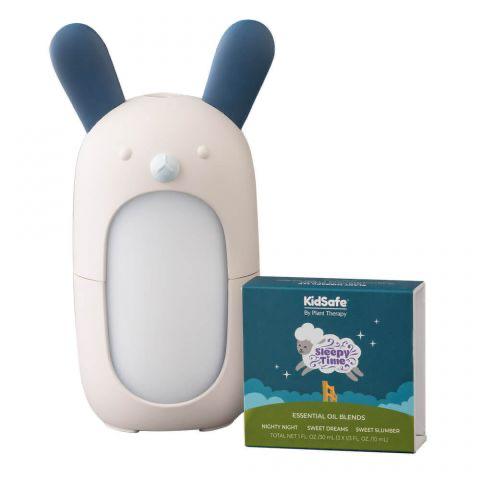 KidSafe®
By Plant Therapy
Sleepy
Time
ESSENTIAL OIL BLENDS
NIGHTY NIGHT SWEET DREAMS SWEET SLUMBER
TOTAL NET 1 FL. OZ./30 mL (3 X 1/3 FL. OZ./10 mL)